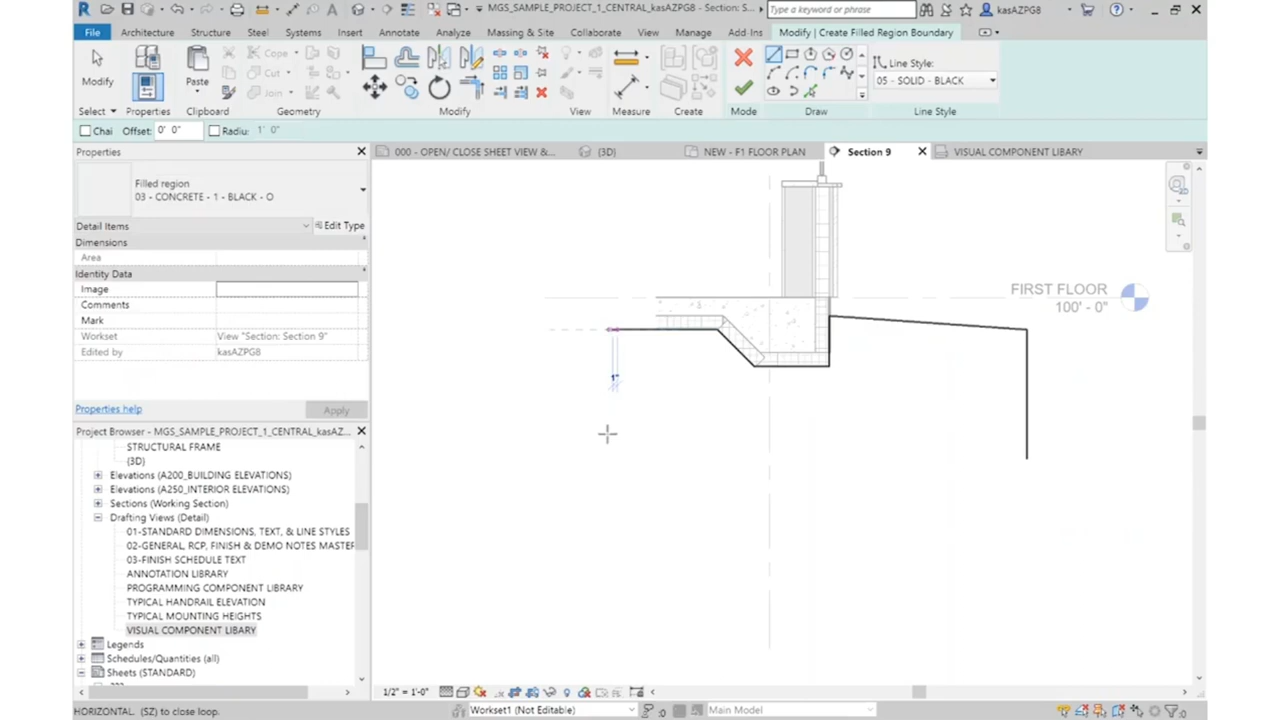 MGS_SAMPLE_PROJECT_1_CENTRAL_kasAZPG8 - Section: S...
Type a keyword or phrase
kasAZPG8
File
Architecture
Structure
Steel
Systems
Insert
Annotate
Analyze
Massing & Site
Collaborate
View
Manage
Add-Ins
Modify | Create Filled Region Boundary
Modify
Paste
Cope
Cut
Join
Line Style:
05 - SOLID - BLACK
Select
Properties
Clipboard
Geometry
Modify
View
Measure
Create
Mode
Draw
Line Style
Chai
Offset: 0' 0"
Radiu: 1' 0"
Properties
000 - OPEN/ CLOSE SHEET VIEW &...
{3D}
NEW - F1 FLOOR PLAN
Section 9
VISUAL COMPONENT LIBRARY
Filled region
03 - CONCRETE - 1 - BLACK - O
Detail Items
Edit Type
Dimensions
Area
Identity Data
Image
Comments
Mark
Workset View "Section: Section 9"
Edited by kasAZPG8
Properties help
Apply
FIRST FLOOR
100' - 0"
1"
Project Browser - MGS_SAMPLE_PROJECT_1_CENTRAL_kasAZ...
STRUCTURAL FRAME
{3D}
Elevations (A200_BUILDING ELEVATIONS)
Elevations (A250_INTERIOR ELEVATIONS)
Sections (Working Section)
Drafting Views (Detail)
01-STANDARD DIMENSIONS, TEXT, & LINE STYLES
02-GENERAL, RCP, FINISH & DEMO NOTES MASTER
03-FINISH SCHEDULE TEXT
ANNOTATION LIBRARY
PROGRAMMING COMPONENT LIBRARY
TYPICAL HANDRAIL ELEVATION
TYPICAL MOUNTING HEIGHTS
VISUAL COMPONENT LIBARY
Legends
Schedules/Quantities (all)
Sheets (STANDARD)
1/2" = 1'-0"
HORIZONTAL. (SZ) to close loop.
Workset1 (Not Editable)
:0
Main Model
:0